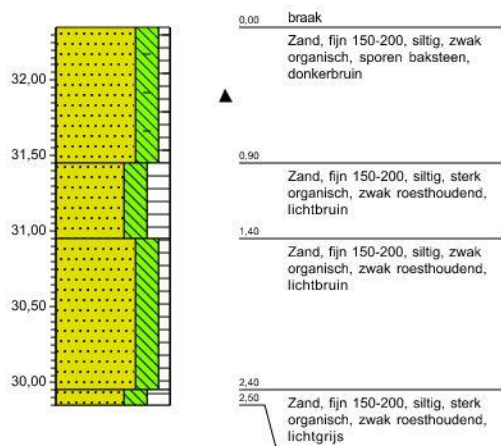 0,00
braak
Zand, fijn 150-200, siltig, zwak
organisch, sporen baksteen,
donkerbruin
32,00
31,50
0,90
Zand, fijn 150-200, siltig, sterk
organisch, zwak roesthoudend,
lichtbruin
31,00
1,40
Zand, fijn 150-200, siltig, zwak
organisch, zwak roesthoudend,
lichtbruin
30,50
30,00
2,40
2,50
Zand, fijn 150-200, siltig, sterk
organisch, zwak roesthoudend,
lichtgrijs